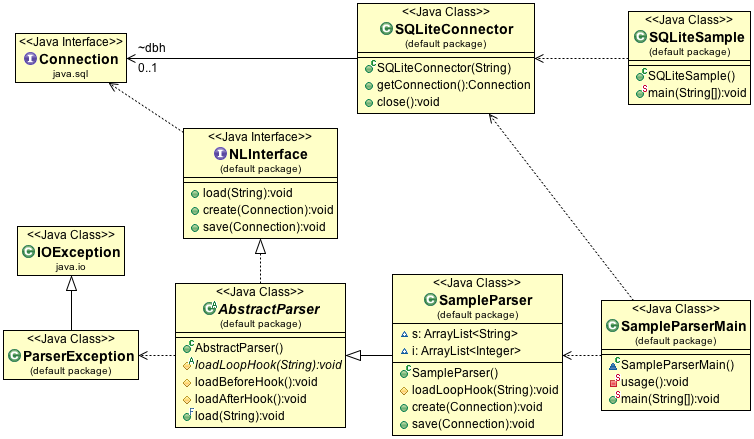 <<Java Interface>>
Connection
java.sql
~dbh
0..1
<<Java Class>>
SQLiteConnector
(default package)
SQLiteConnector(String)
getConnection():Connection
close():void
<<Java Class>>
SQLiteSample
(default package)
SQLiteSample()
main(String[]):void
<<Java Interface>>
NLInterface
(default package)
load(String):void
create(Connection):void
save(Connection):void
<<Java Class>>
IOException
java.io
<<Java Class>>
ParserException
(default package)
<<Java Class>>
AbstractParser
(default package)
AbstractParser()
loadLoopHook(String):void
loadBeforeHook():void
loadAfterHook():void
load(String):void
<<Java Class>>
SampleParser
(default package)
s: ArrayList<String>
i: ArrayList<Integer>
SampleParser()
loadLoopHook(String):void
create(Connection):void
save(Connection):void
<<Java Class>>
SampleParserMain
(default package)
SampleParserMain()
usage():void
main(String[]):void